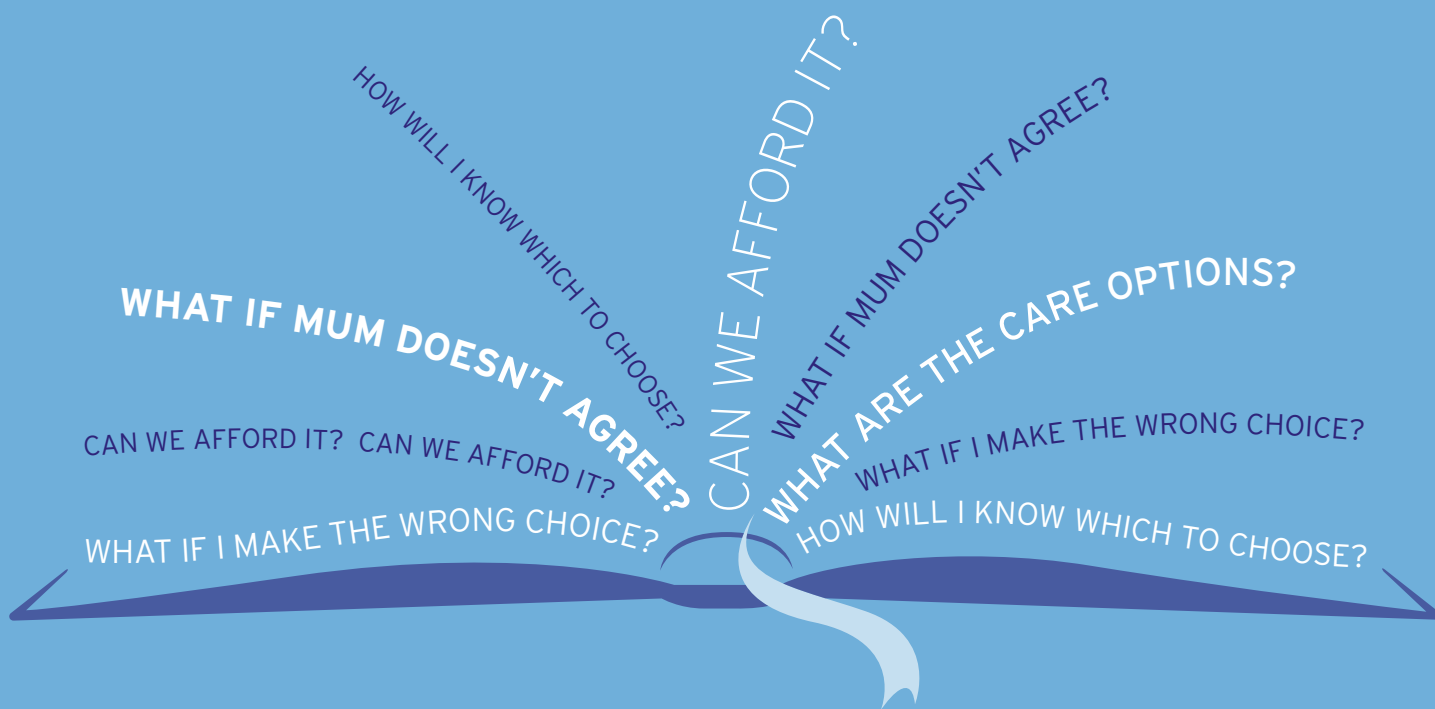 HOW WILL I KNOW WHICH TO CHOOSE?
CAN WE AFFORD IT?
WHAT IF MUM DOESN'T AGREE?
WHAT IF MUM DOESN'T AGREE?
WHAT ARE THE CARE OPTIONS?
CAN WE AFFORD IT? CAN WE AFFORD IT?
WHAT IF I MAKE THE WRONG CHOICE?
WHAT IF I MAKE THE WRONG CHOICE?
HOW WILL I KNOW WHICH TO CHOOSE?